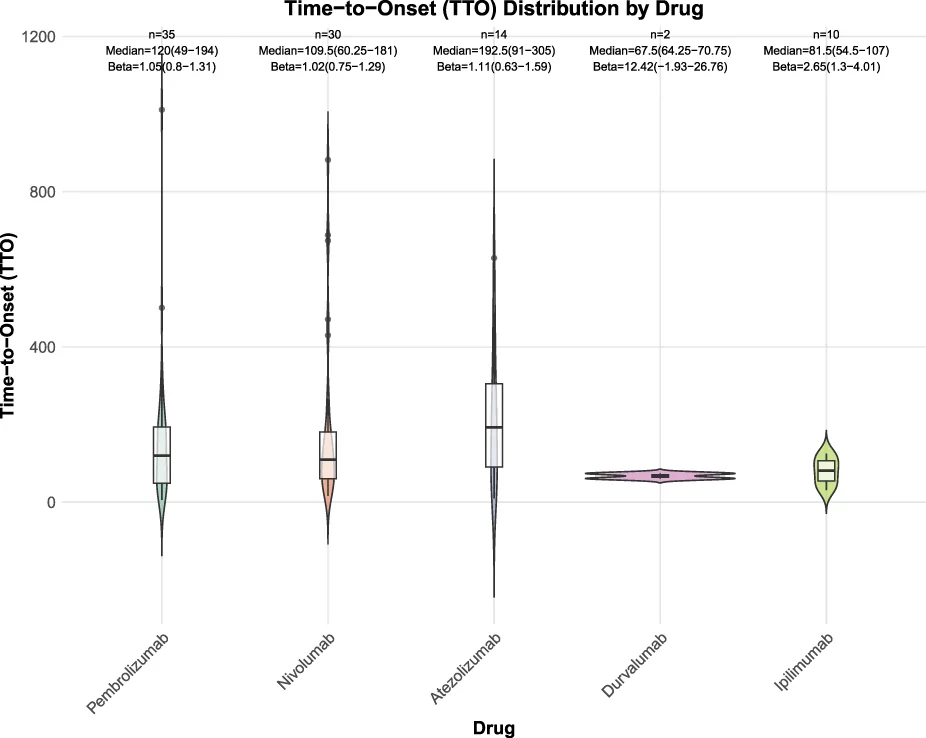 Time−to−Onset (TTO) Distribution by Drug
n=35 n=30 n=14 n=2 n=10
Median=120(49−194) Median=109.5(60.25−181) Median=192.5(91−305) Median=67.5(64.25−70.75) Median=81.5(54.5−107)
Beta=1.05(0.8−1.31) Beta=1.02(0.75−1.29) Beta=1.11(0.63−1.59) Beta=12.42(−1.93−26.76) Beta=2.65(1.3−4.01)
1200
800
400
0
Time−to−Onset (TTO)
Pembrolizumab Nivolumab Atezolizumab Durvalumab Ipilimumab
Drug